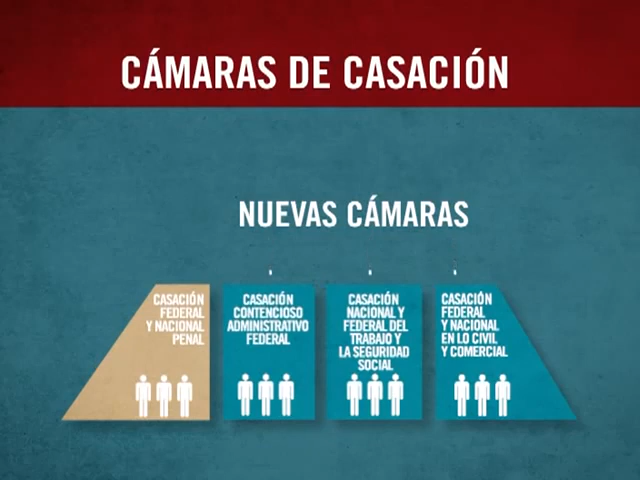 CÁMARAS DE CASACIÓN
NUEVAS CÁMARAS
CASACIÓN
FEDERAL
Y NACIONAL
PENAL
CASACIÓN
CONTENCIOSO
ADMINISTRATIVO
FEDERAL
CASACIÓN
NACIONAL Y
FEDERAL DEL
TRABAJO Y
LA SEGURIDAD
SOCIAL
CASACIÓN
FEDERAL
Y NACIONAL
EN LO CIVIL
Y COMERCIAL